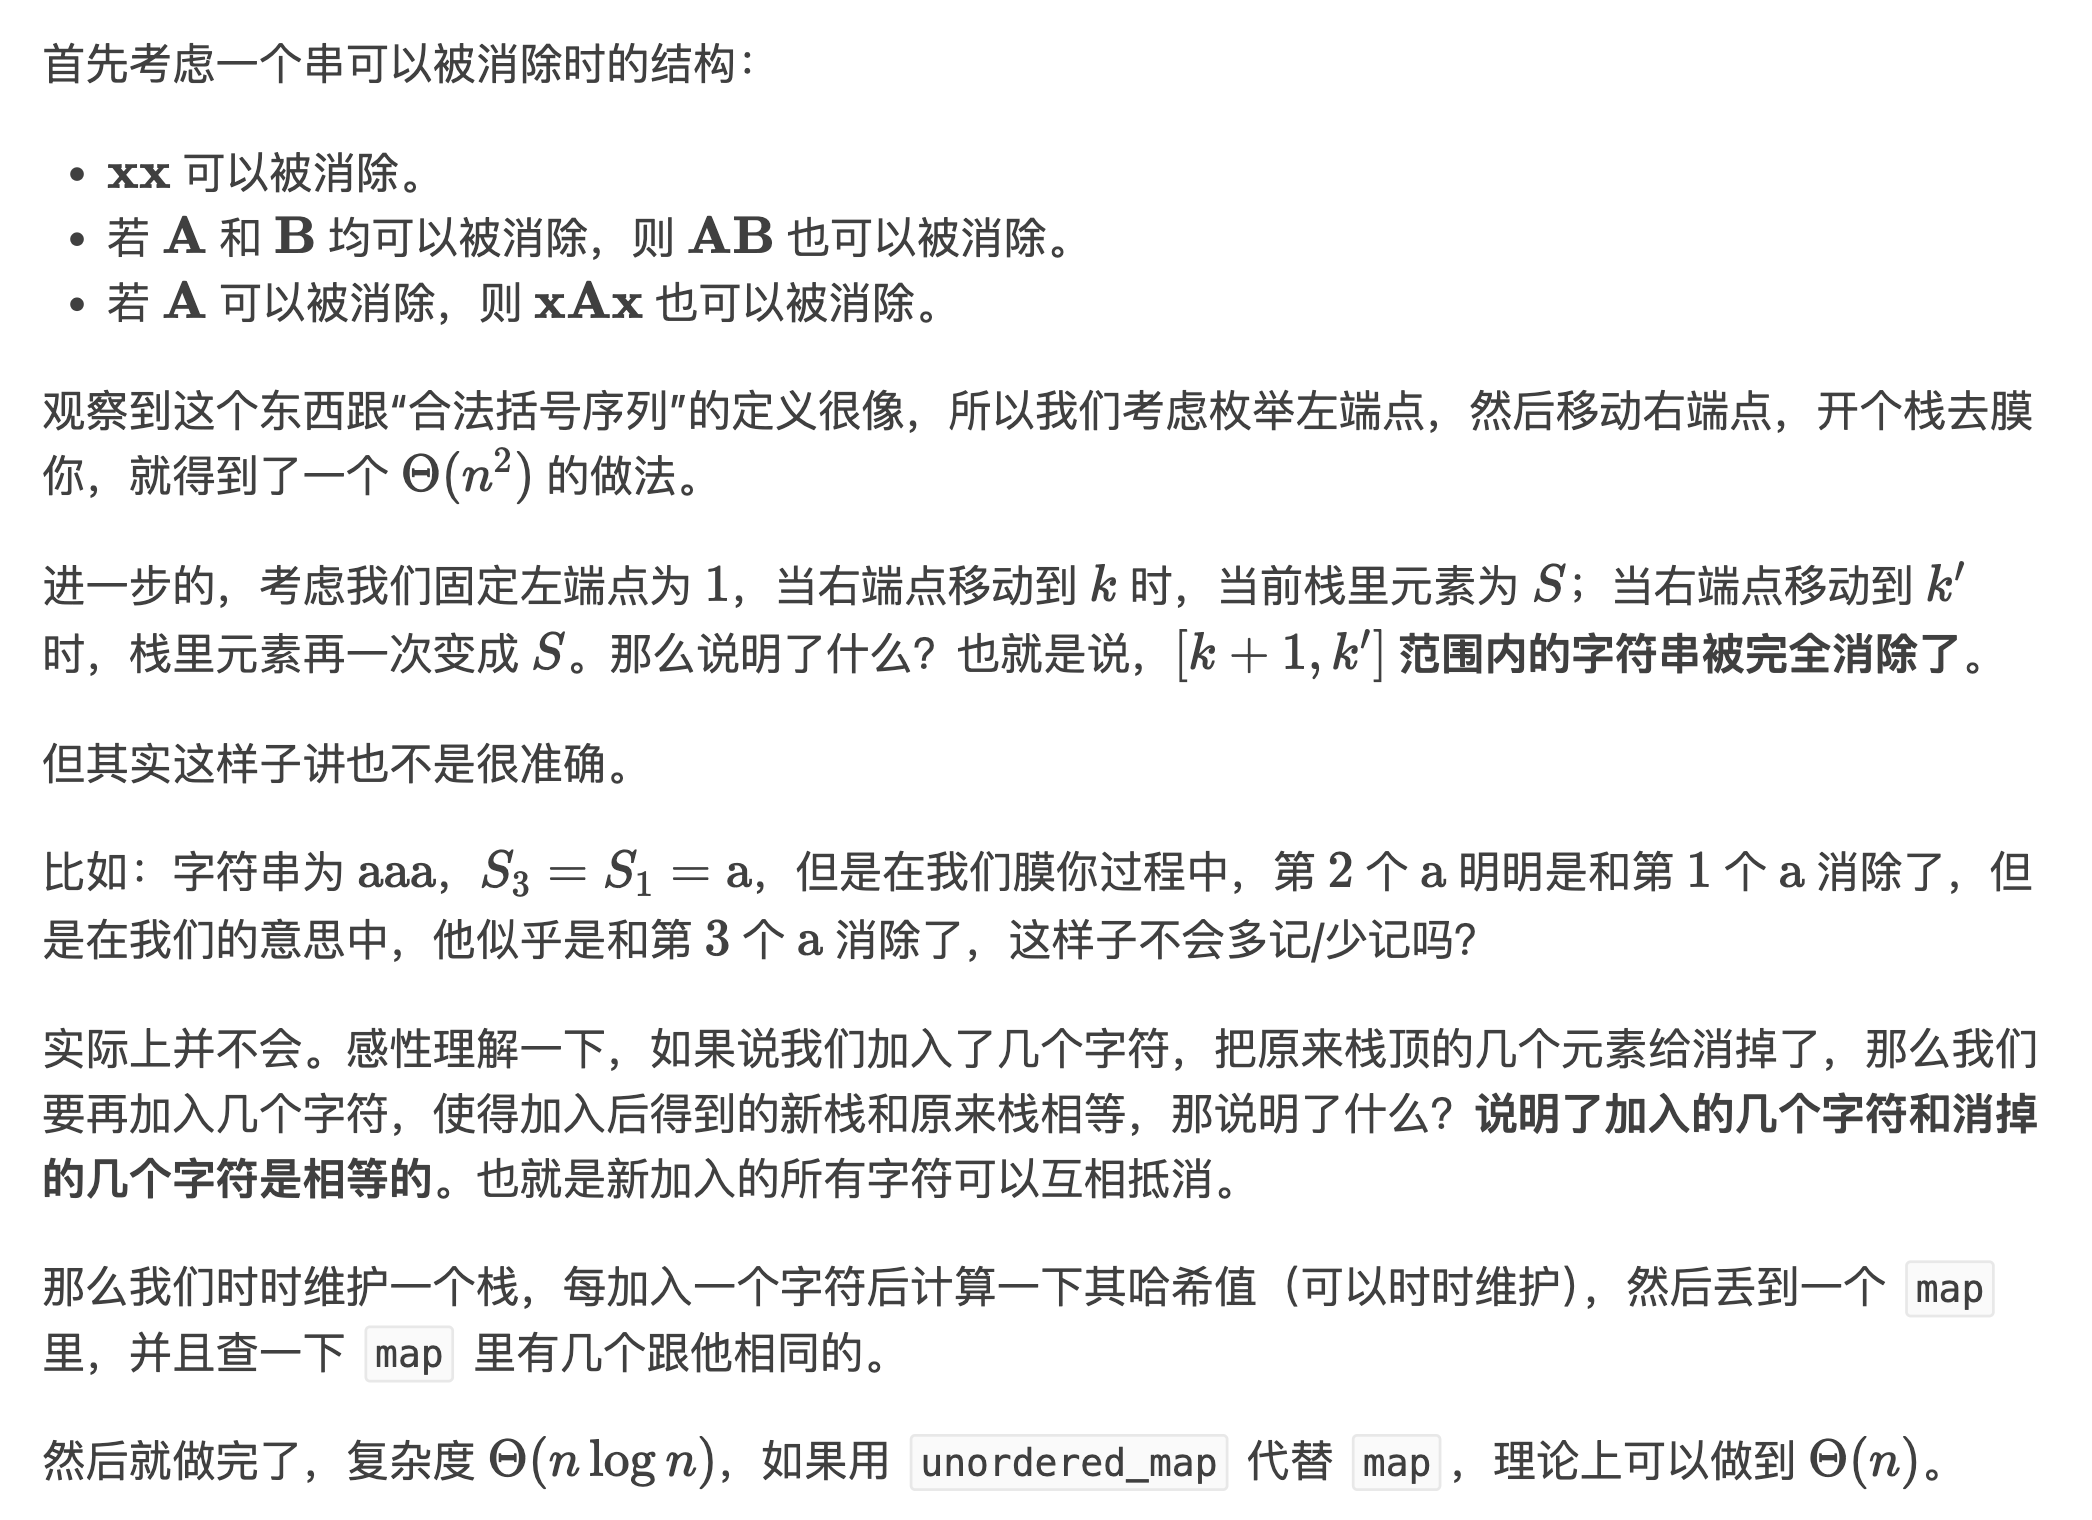 首先考虑一个串可以被消除时的结构：
• xx 可以被消除。
• 若 A 和 B 均可以被消除，则 AB 也可以被消除。
• 若 A 可以被消除，则 xAx 也可以被消除。
观察到这个东西跟“合法括号序列”的定义很像，所以我们考虑枚举左端点，然后移动右端点，开个栈去膜
你，就得到了一个 Θ(n²) 的做法。
进一步的，考虑我们固定左端点为 1，当右端点移动到 k 时，当前栈里元素为 S；当右端点移动到 k′
时，栈里元素再一次变成 S。那么说明了什么？也就是说，[k + 1, k′] 范围内的字符串被完全消除了。
但其实这样子讲也不是很准确。
比如：字符串为 aaa，S₃ = S₁ = a，但是在我们膜你过程中，第 2 个 a 明明是和第 1 个 a 消除了，但
是在我们的意思中，他似乎是和第 3 个 a 消除了，这样子不会多记/少记吗？
实际上并不会。感性理解一下，如果说我们加入了几个字符，把原来栈顶的几个元素给消掉了，那么我们
要再加入几个字符，使得加入后得到的新栈和原来栈相等，那说明了什么？说明了加入的几个字符和消掉
的几个字符是相等的。也就是新加入的所有字符可以互相抵消。
那么我们时时维护一个栈，每加入一个字符后计算一下其哈希值（可以时时维护），然后丢到一个 map
里，并且查一下 map 里有几个跟他相同的。
然后就做完了，复杂度 Θ(n log n)，如果用 unordered_map 代替 map，理论上可以做到 Θ(n)。